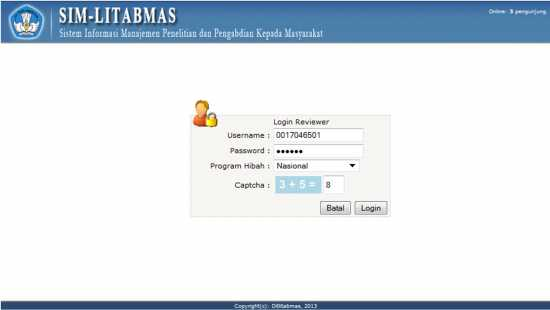 SIM-LITABMAS
Online: 3 pengunjung
Sistem Informasi Manajemen Penelitian dan Pengabdian Kepada Masyarakat
Login Reviewer
Username : 0017046501
Password : ••••••
Program Hibah : Nasional
Captcha : 3 + 5 = 8
Batal Login
Copyright(s): Ditlitabmas, 2013